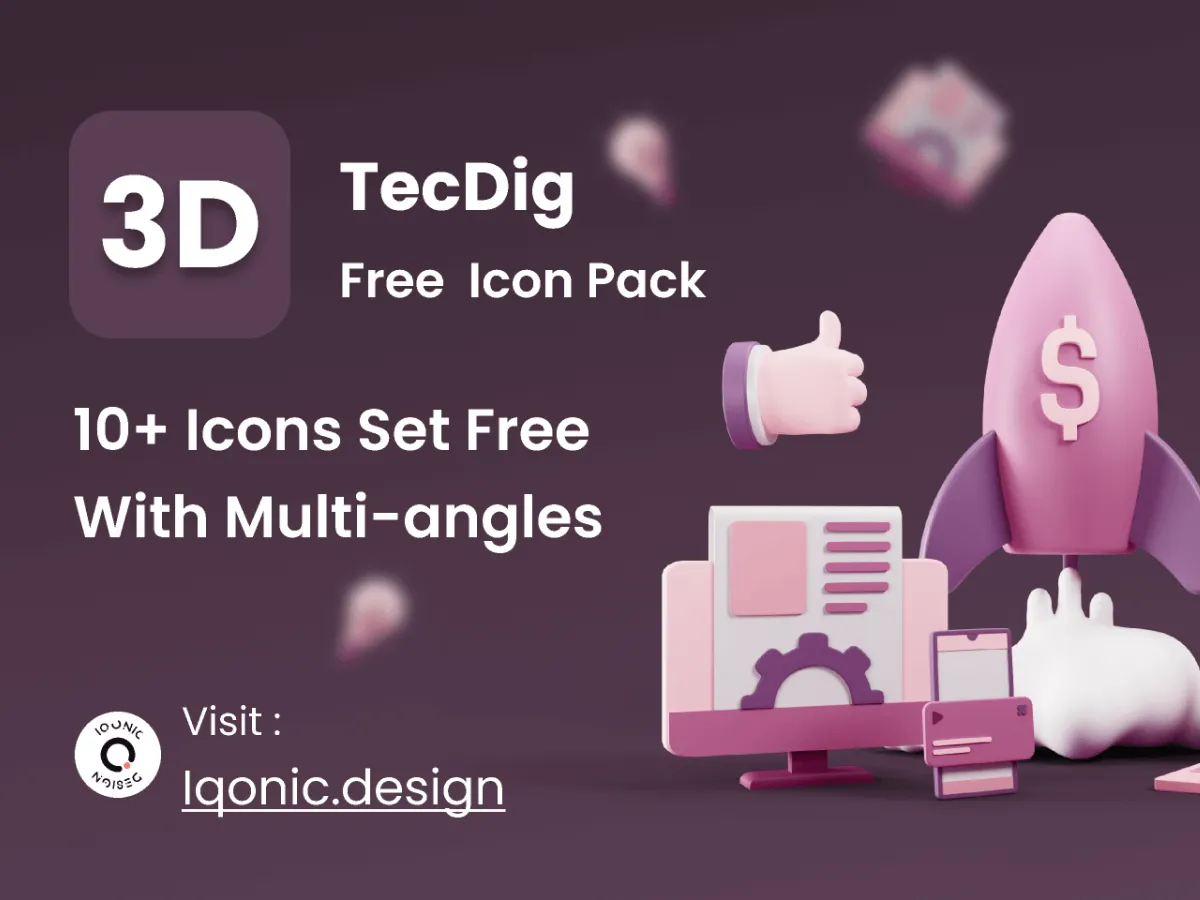 3D
TecDig
Free Icon Pack
10+ Icons Set Free
With Multi-angles
$
IQONIC
DESIGN
Visit :
Iqonic.design